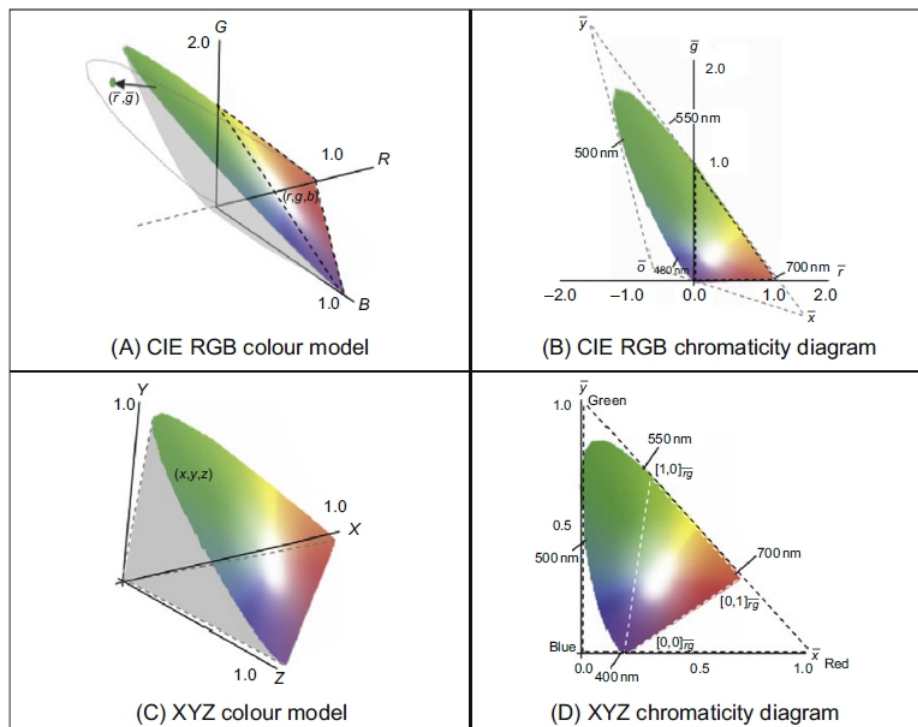 G
2.0
(r̅,g̅)
1.0
R
(r,g,b)
1.0
B
(A) CIE RGB colour model
y̅
g̅
2.0
550 nm
500 nm
1.0
o̅
480 nm
700 nm
r̅
–2.0
–1.0
0.0
1.0
2.0
x̅
(B) CIE RGB chromaticity diagram
Y
1.0
(x,y,z)
1.0
X
1.0
Z
(C) XYZ colour model
y̅
1.0
Green
550 nm
[1,0]r̅g̅
0.5
500 nm
700 nm
[0,1]r̅g̅
[0,0]r̅g̅
Blue
0.0
0.5
1.0
x̅
Red
400 nm
(D) XYZ chromaticity diagram